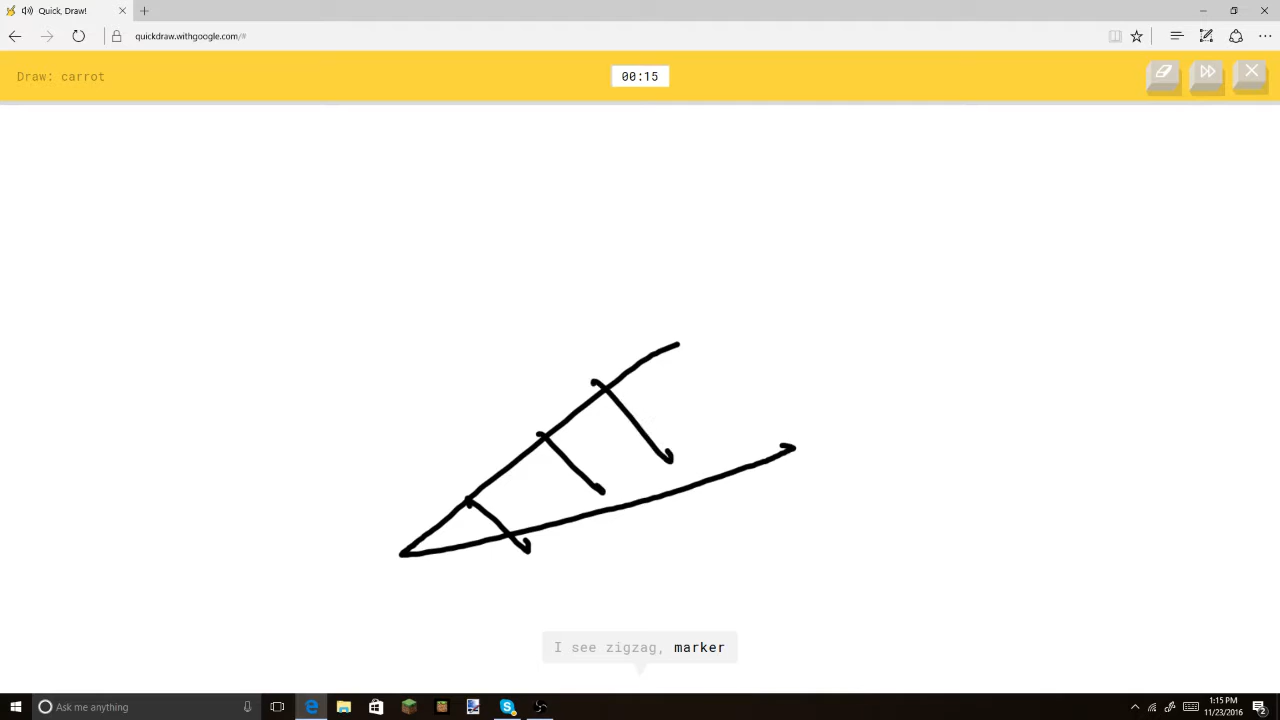 Quick, Draw!
quickdraw.withgoogle.com/#
Draw: carrot
00:15
I see zigzag, marker
Ask me anything
1:15 PM
11/23/2016
2